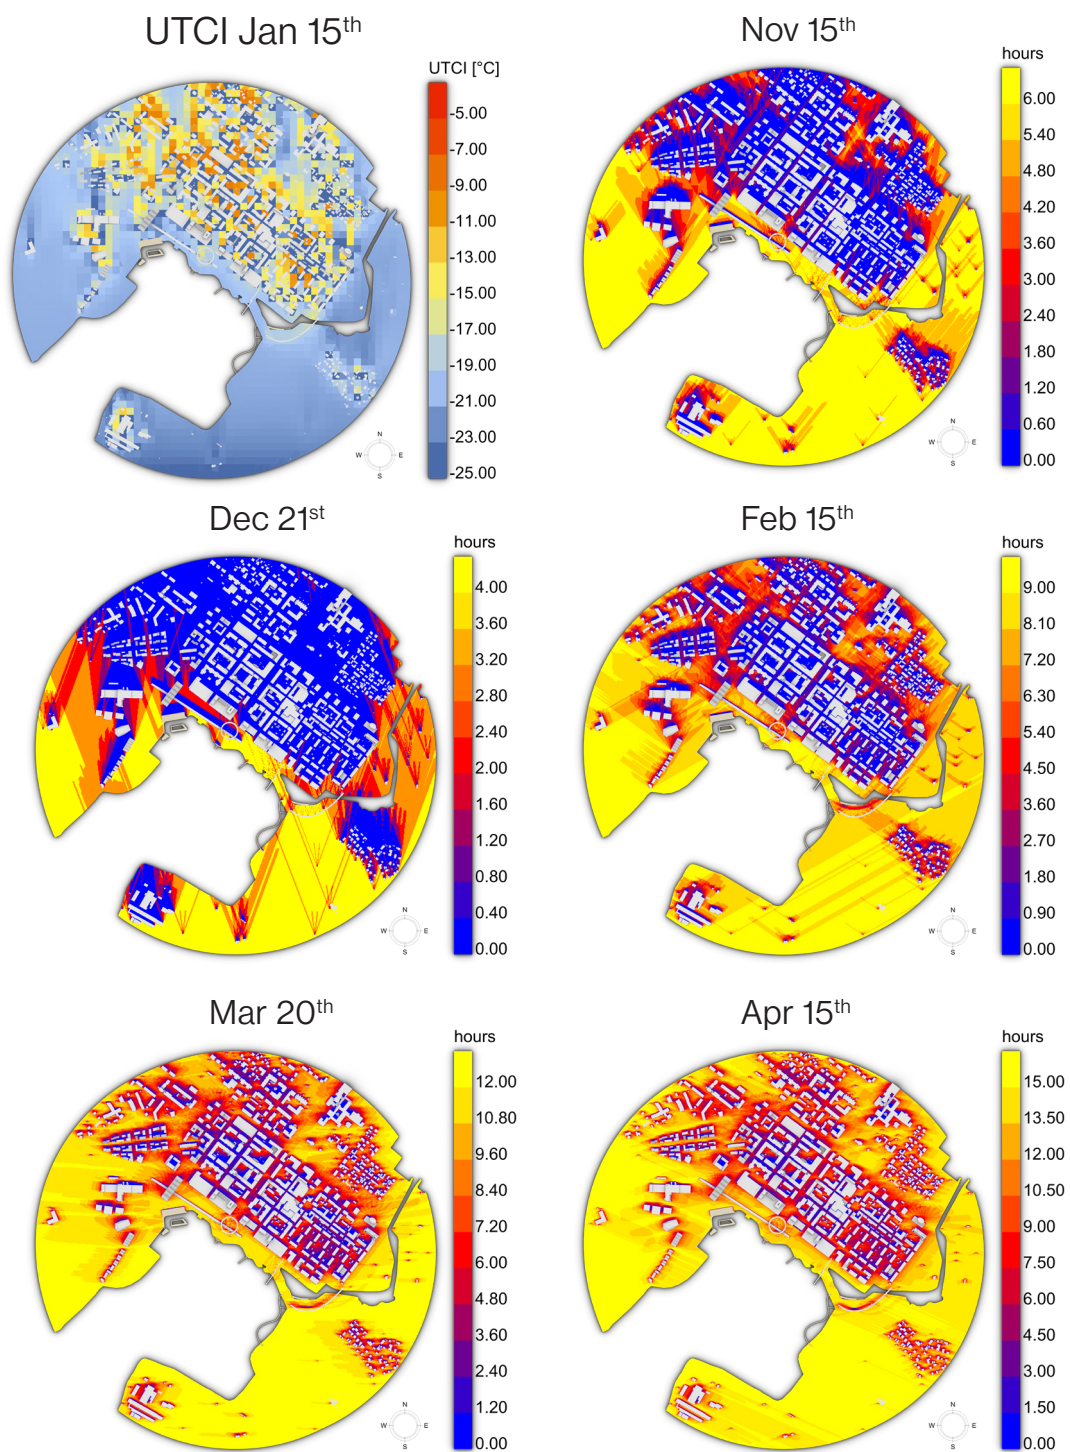 UTCI Jan 15th
UTCI [°C]
-5.00
-7.00
-9.00
-11.00
-13.00
-15.00
-17.00
-19.00
-21.00
-23.00
-25.00
N
W E
S
Nov 15th
hours
6.00
5.40
4.80
4.20
3.60
3.00
2.40
1.80
1.20
0.60
0.00
N
W E
S
Dec 21st
hours
4.00
3.60
3.20
2.80
2.40
2.00
1.60
1.20
0.80
0.40
0.00
N
W E
S
Feb 15th
hours
9.00
8.10
7.20
6.30
5.40
4.50
3.60
2.70
1.80
0.90
0.00
N
W E
S
Mar 20th
hours
12.00
10.80
9.60
8.40
7.20
6.00
4.80
3.60
2.40
1.20
0.00
N
W E
S
Apr 15th
hours
15.00
13.50
12.00
10.50
9.00
7.50
6.00
4.50
3.00
1.50
0.00
N
W E
S